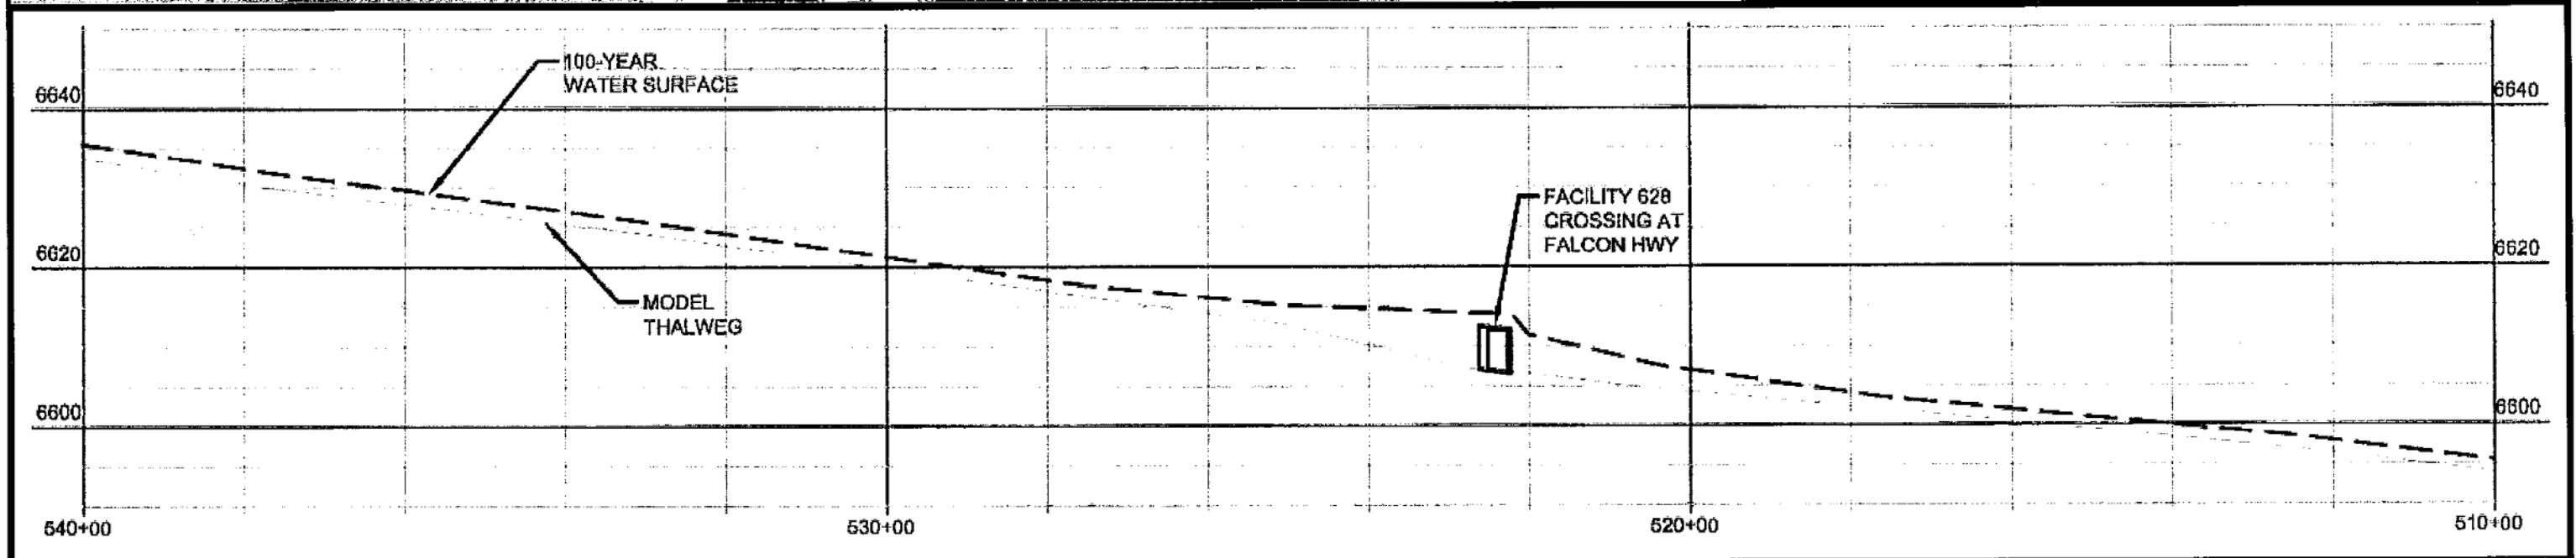 100-YEAR
WATER SURFACE
6640
6640
FACILITY 628
CROSSING AT
FALCON HWY
6620
6620
MODEL
THALWEG
6600
6600
540+00
530+00
520+00
510+00